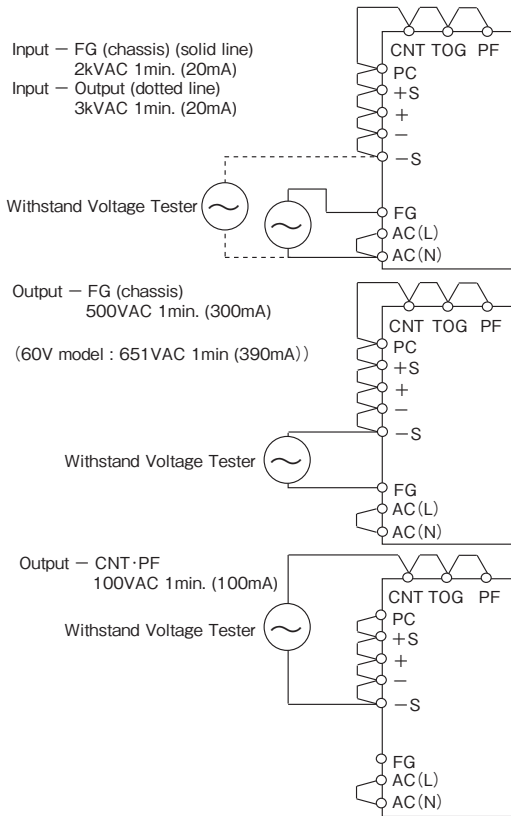 Input － FG (chassis) (solid line)
2kVAC 1min. (20mA)
Input － Output (dotted line)
3kVAC 1min. (20mA)
Withstand Voltage Tester
CNT TOG PF
PC
+S
+
−
−S
FG
AC(L)
AC(N)
Output － FG (chassis)
500VAC 1min. (300mA)
(60V model : 651VAC 1min (390mA))
Withstand Voltage Tester
CNT TOG PF
PC
+S
+
−
−S
FG
AC(L)
AC(N)
Output － CNT·PF
100VAC 1min. (100mA)
Withstand Voltage Tester
CNT TOG PF
PC
+S
+
−
−S
FG
AC(L)
AC(N)